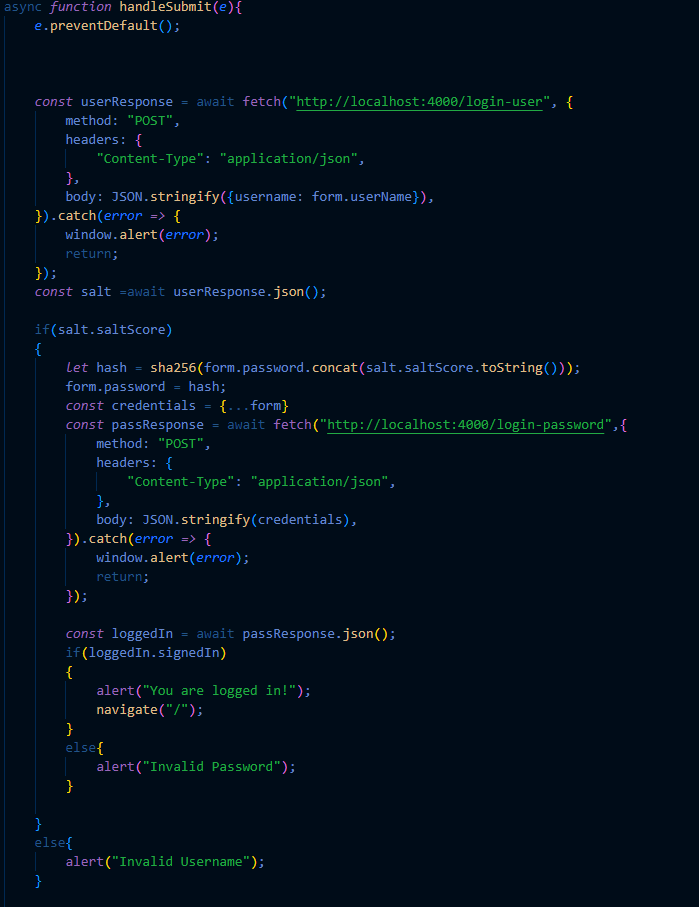 async function handleSubmit(e){
    e.preventDefault();

    const userResponse = await fetch("http://localhost:4000/login-user", {
        method: "POST",
        headers: {
            "Content-Type": "application/json",
        },
        body: JSON.stringify({username: form.userName}),
    }).catch(error => {
        window.alert(error);
        return;
    });
    const salt =await userResponse.json();

    if(salt.saltScore)
    {
        let hash = sha256(form.password.concat(salt.saltScore.toString()));
        form.password = hash;
        const credentials = {...form}
        const passResponse = await fetch("http://localhost:4000/login-password",{
            method: "POST",
            headers: {
                "Content-Type": "application/json",
            },
            body: JSON.stringify(credentials),
        }).catch(error => {
            window.alert(error);
            return;
        });

        const loggedIn = await passResponse.json();
        if(loggedIn.signedIn)
        {
            alert("You are logged in!");
            navigate("/");
        }
        else{
            alert("Invalid Password");
        }

    }
    else{
        alert("Invalid Username");
    }